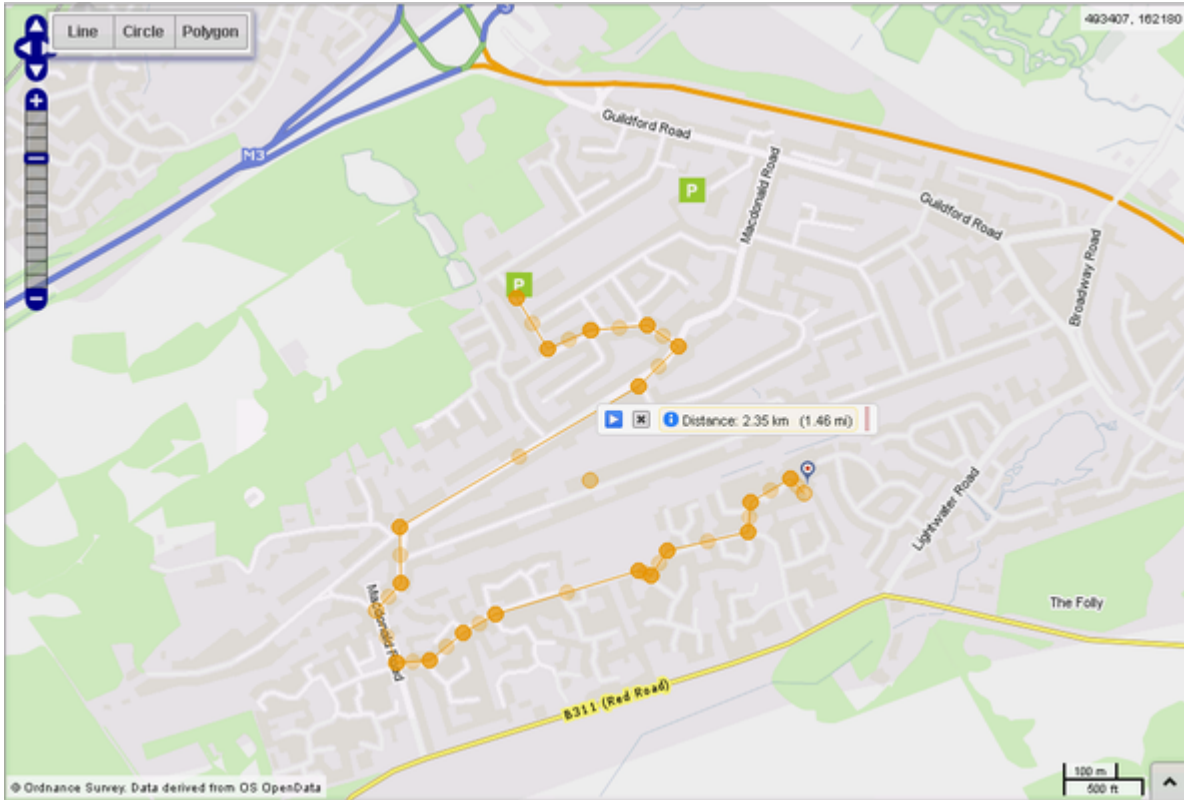 Line Circle Polygon
493407, 162180
Guildford Road
M3
Macdonald Road
P
Guildford Road
Broadway Road
P
Distance: 2.35 km (1.46 mi)
Lightwater Road
Macdonald Road
The Folly
B311 (Red Road)
100 m
500 ft
© Ordnance Survey. Data derived from OS OpenData